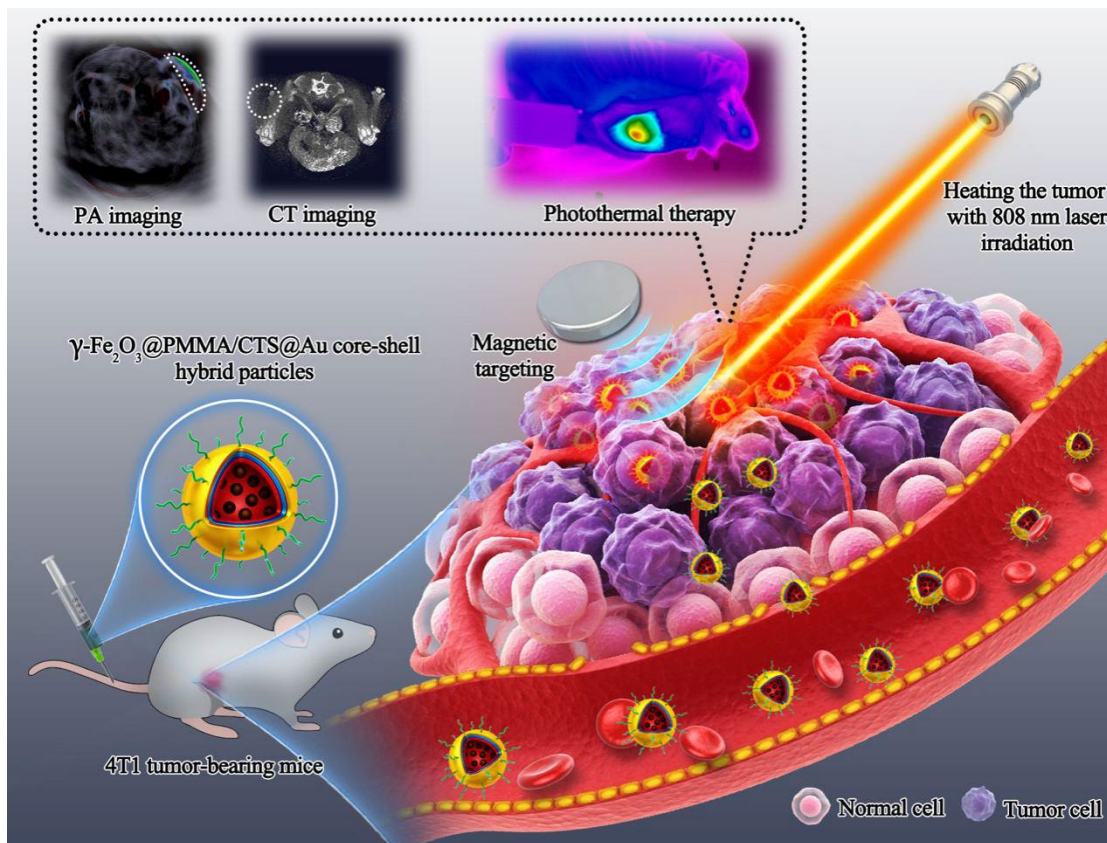 PA imaging
CT imaging
Photothermal therapy
Heating the tumor
with 808 nm laser
irradiation
Magnetic
targeting
γ-Fe₂O₃@PMMA/CTS@Au core-shell
hybrid particles
4T1 tumor-bearing mice
Normal cell
Tumor cell